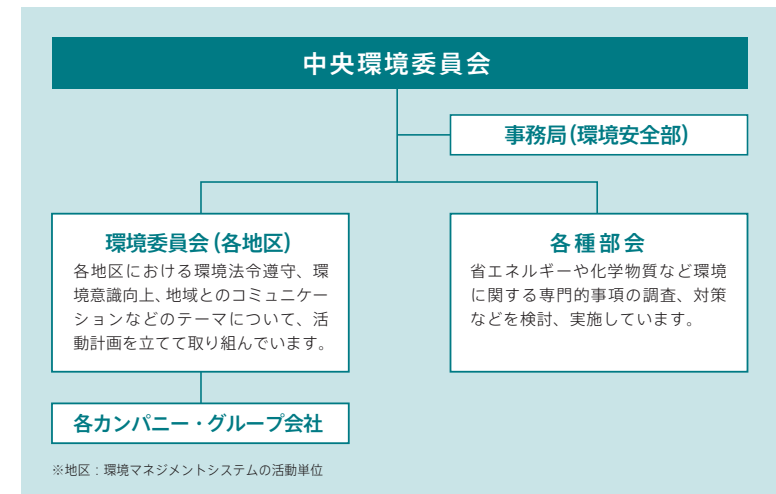 中央環境委員会
事務局(環境安全部)
環境委員会(各地区)
各地区における環境法令遵守、環
境意識向上、地域とのコミュニケー
ションなどのテーマについて、活
動計画を立てて取り組んでいます。
各種部会
省エネルギーや化学物質など環境
に関する専門的事項の調査、対策
などを検討、実施しています。
各カンパニー・グループ会社
※地区：環境マネジメントシステムの活動単位